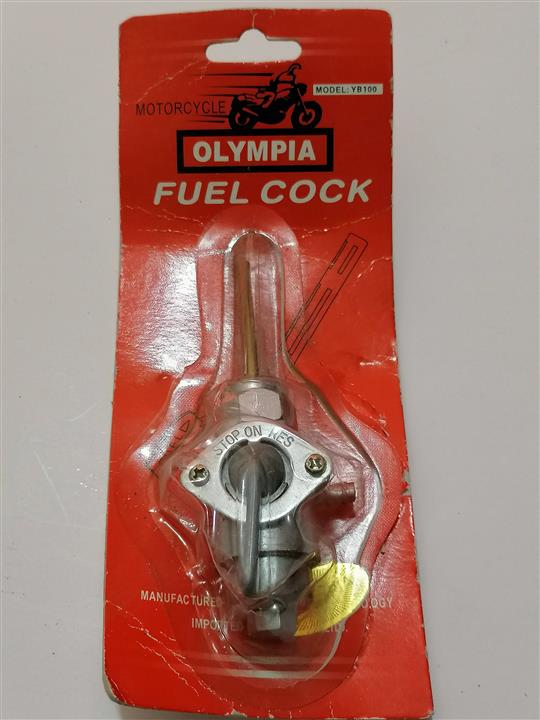 MODEL: YB100
MOTORCYCLE
OLYMPIA
FUEL COCK
STOP ON RES
MANUFACTURED
IMPORTED